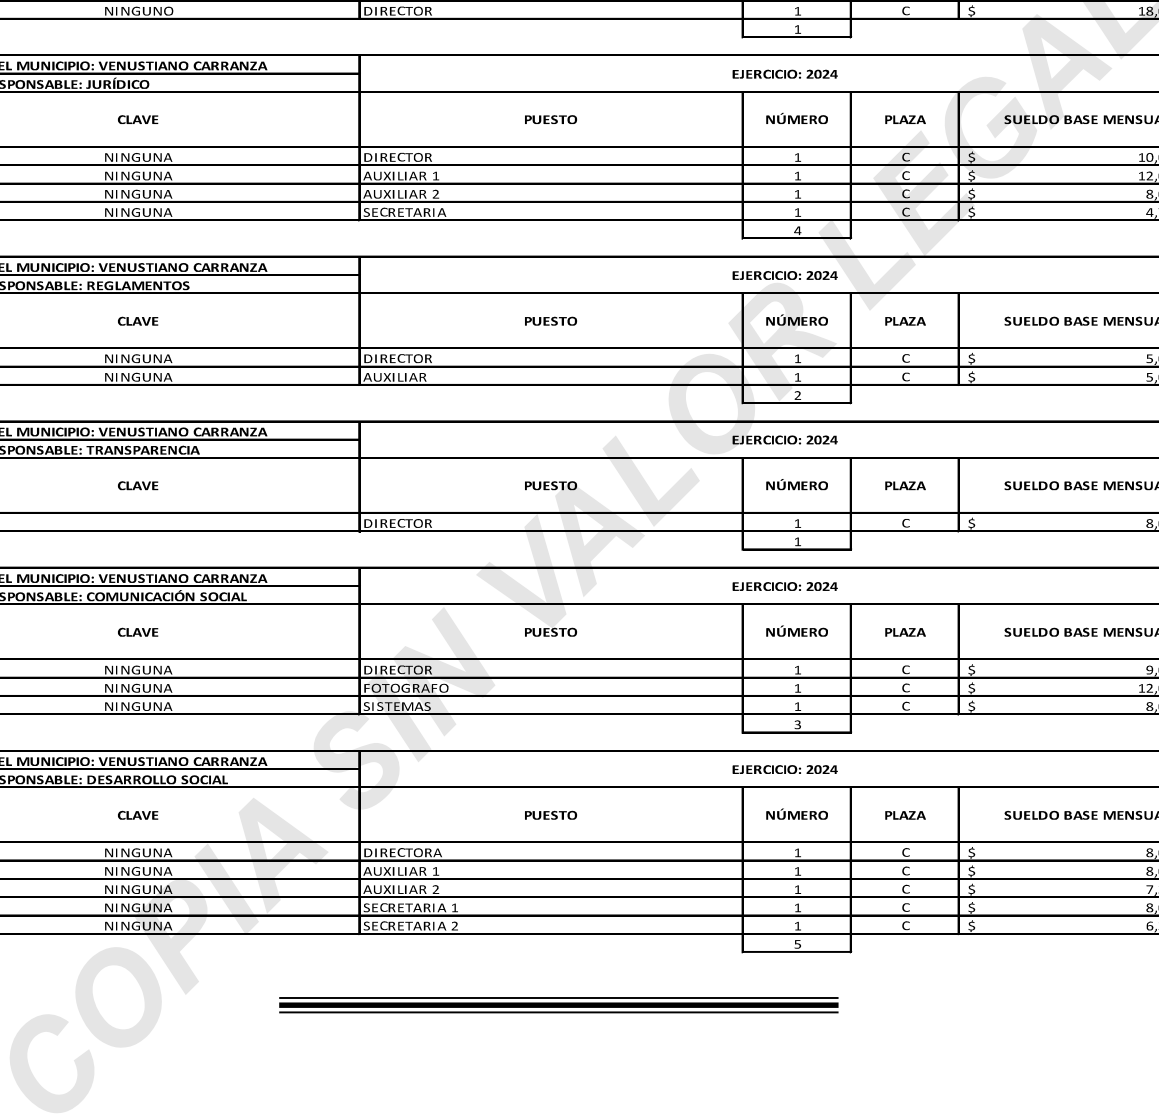 NINGUNO DIRECTOR 1 C $ 18,
1
EL MUNICIPIO: VENUSTIANO CARRANZA
EJERCICIO: 2024
SPONSABLE: JURÍDICO
CLAVE PUESTO NÚMERO PLAZA SUELDO BASE MENSUA
NINGUNA DIRECTOR 1 C $ 10,
NINGUNA AUXILIAR 1 1 C $ 12,
NINGUNA AUXILIAR 2 1 C $ 8,
NINGUNA SECRETARIA 1 C $ 4,
4
EL MUNICIPIO: VENUSTIANO CARRANZA
EJERCICIO: 2024
SPONSABLE: REGLAMENTOS
CLAVE PUESTO NÚMERO PLAZA SUELDO BASE MENSUA
NINGUNA DIRECTOR 1 C $ 5,
NINGUNA AUXILIAR 1 C $ 5,
2
EL MUNICIPIO: VENUSTIANO CARRANZA
EJERCICIO: 2024
SPONSABLE: TRANSPARENCIA
CLAVE PUESTO NÚMERO PLAZA SUELDO BASE MENSUA
DIRECTOR 1 C $ 8,
1
EL MUNICIPIO: VENUSTIANO CARRANZA
EJERCICIO: 2024
SPONSABLE: COMUNICACIÓN SOCIAL
CLAVE PUESTO NÚMERO PLAZA SUELDO BASE MENSUA
NINGUNA DIRECTOR 1 C $ 9,
NINGUNA FOTOGRAFO 1 C $ 12,
NINGUNA SISTEMAS 1 C $ 8,
3
EL MUNICIPIO: VENUSTIANO CARRANZA
EJERCICIO: 2024
SPONSABLE: DESARROLLO SOCIAL
CLAVE PUESTO NÚMERO PLAZA SUELDO BASE MENSUA
NINGUNA DIRECTORA 1 C $ 8,
NINGUNA AUXILIAR 1 1 C $ 8,
NINGUNA AUXILIAR 2 1 C $ 7,
NINGUNA SECRETARIA 1 1 C $ 8,
NINGUNA SECRETARIA 2 1 C $ 6,
5
COPIA SIN VALOR LEGAL